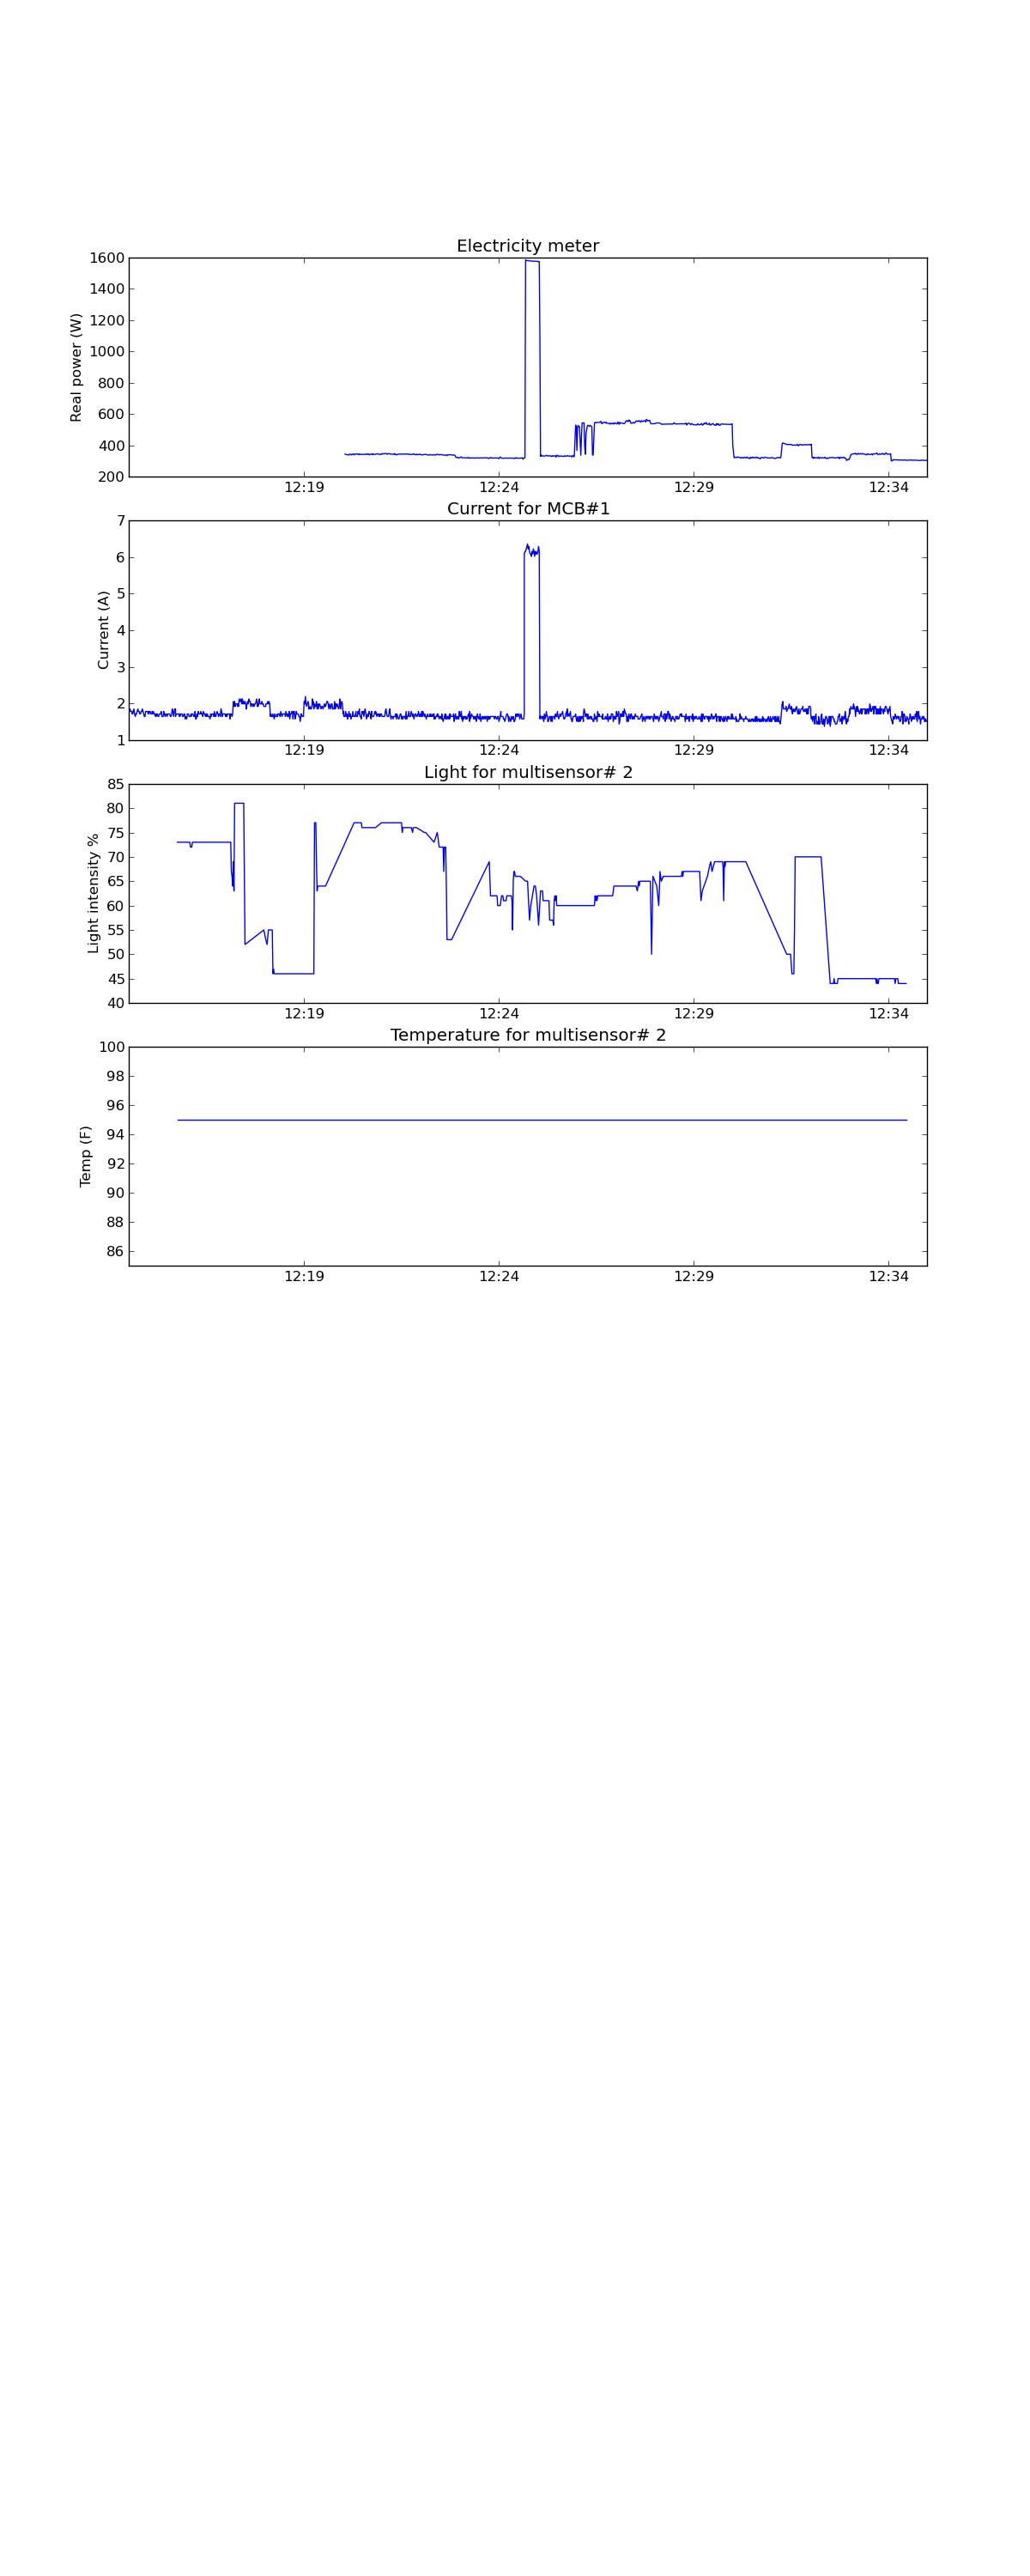 Electricity meter
1600
1400
1200
1000
800
600
400
200
Real power (W)
12:19 12:24 12:29 12:34
Current for MCB#1
7
6
5
4
3
2
1
Current (A)
12:19 12:24 12:29 12:34
Light for multisensor# 2
85
80
75
70
65
60
55
50
45
40
Light intensity %
12:19 12:24 12:29 12:34
Temperature for multisensor# 2
100
98
96
94
92
90
88
86
Temp (F)
12:19 12:24 12:29 12:34